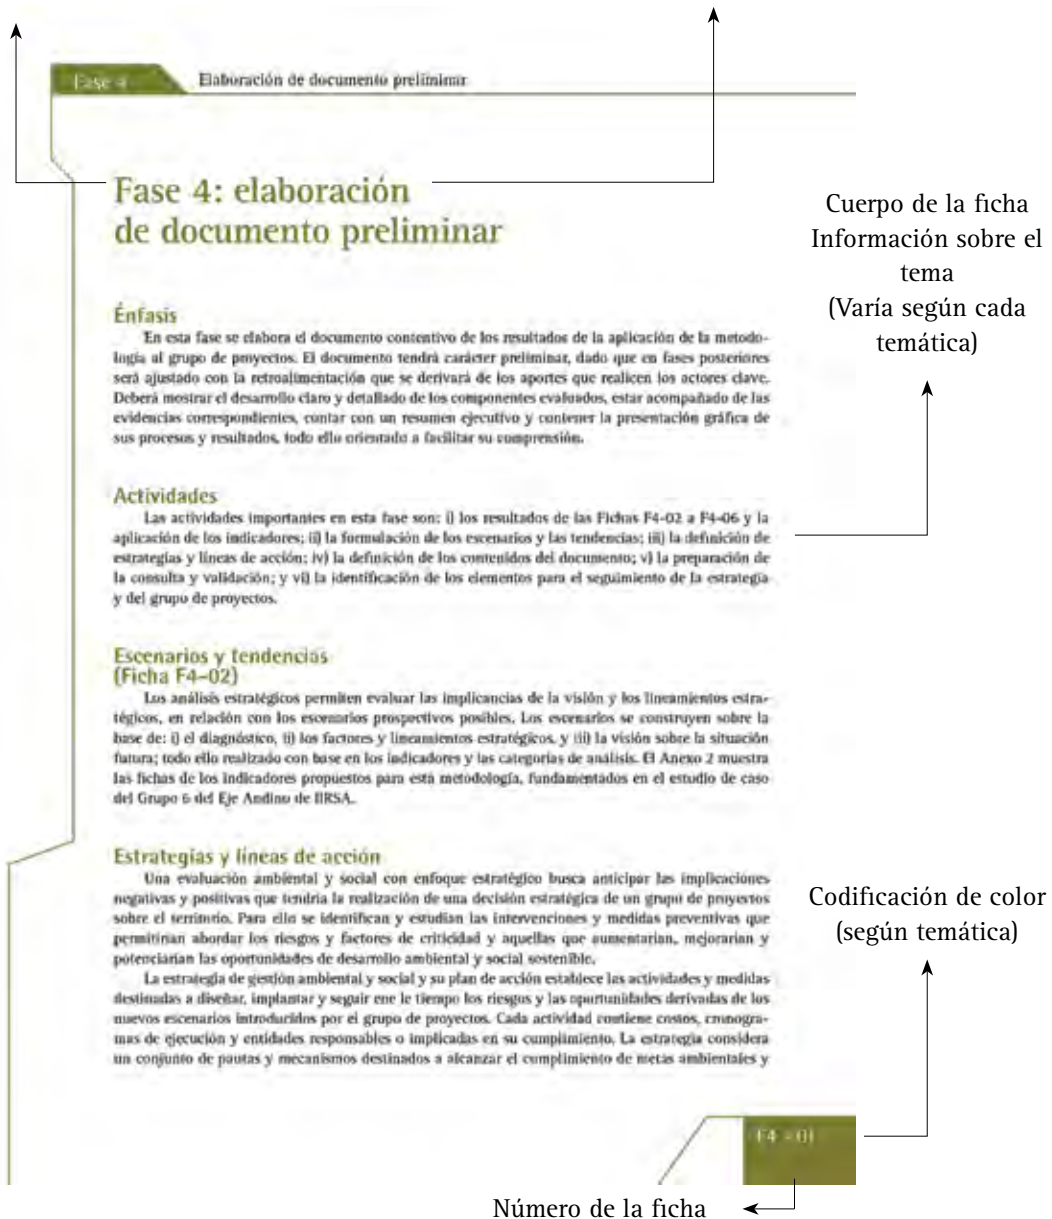 Fase 4
Elaboración de documento preliminar
Fase 4: elaboración
de documento preliminar
Énfasis
En esta fase se elabora el documento contentivo de los resultados de la aplicación de la metodo-
logía al grupo de proyectos. El documento tendrá carácter preliminar, dado que en fases posteriores
será ajustado con la retroalimentación que se derivará de los aportes que realicen los actores clave.
Deberá mostrar el desarrollo claro y detallado de los componentes evaluados, estar acompañado de las
evidencias correspondientes, contar con un resumen ejecutivo y contener la presentación gráfica de
sus procesos y resultados, todo ello orientado a facilitar su comprensión.
Actividades
Las actividades importantes en esta fase son: i) los resultados de las Fichas F4-02 a F4-06 y la
aplicación de los indicadores; ii) la formulación de los escenarios y las tendencias; iii) la definición de
estrategias y líneas de acción; iv) la definición de los contenidos del documento; v) la preparación de
la consulta y validación; y vi) la identificación de los elementos para el seguimiento de la estrategia
y del grupo de proyectos.
Escenarios y tendencias
(Ficha F4-02)
Los análisis estratégicos permiten evaluar las implicancias de la visión y los lineamientos estra-
tégicos, en relación con los escenarios prospectivos posibles. Los escenarios se construyen sobre la
base de: i) el diagnóstico, ii) los factores y lineamientos estratégicos, y iii) la visión sobre la situación
futura; todo ello realizado con base en los indicadores y las categorías de análisis. El Anexo 2 muestra
las fichas de los indicadores propuestos para esta metodología, fundamentados en el estudio de caso
del Grupo 6 del Eje Andino de IIRSA.
Estrategias y líneas de acción
Una evaluación ambiental y social con enfoque estratégico busca anticipar las implicaciones
negativas y positivas que tendría la realización de una decisión estratégica de un grupo de proyectos
sobre el territorio. Para ello se identifican y estudian las intervenciones y medidas preventivas que
permitirían abordar los riesgos y factores de criticidad y aquellas que aumentarían, mejorarían y
potenciarían las oportunidades de desarrollo ambiental y social sostenible.
La estrategia de gestión ambiental y social y su plan de acción establece las actividades y medidas
destinadas a diseñar, implantar y seguir ene le tiempo los riesgos y las oportunidades derivadas de los
nuevos escenarios introducidos por el grupo de proyectos. Cada actividad contiene costos, cronogra-
mas de ejecución y entidades responsables o implicadas en su cumplimiento. La estrategia considera
un conjunto de pautas y mecanismos destinados a alcanzar el cumplimiento de metas ambientales y
F4 - 01
Cuerpo de la ficha
Información sobre el
tema
(Varía según cada
temática)
Codificación de color
(según temática)
Número de la ficha